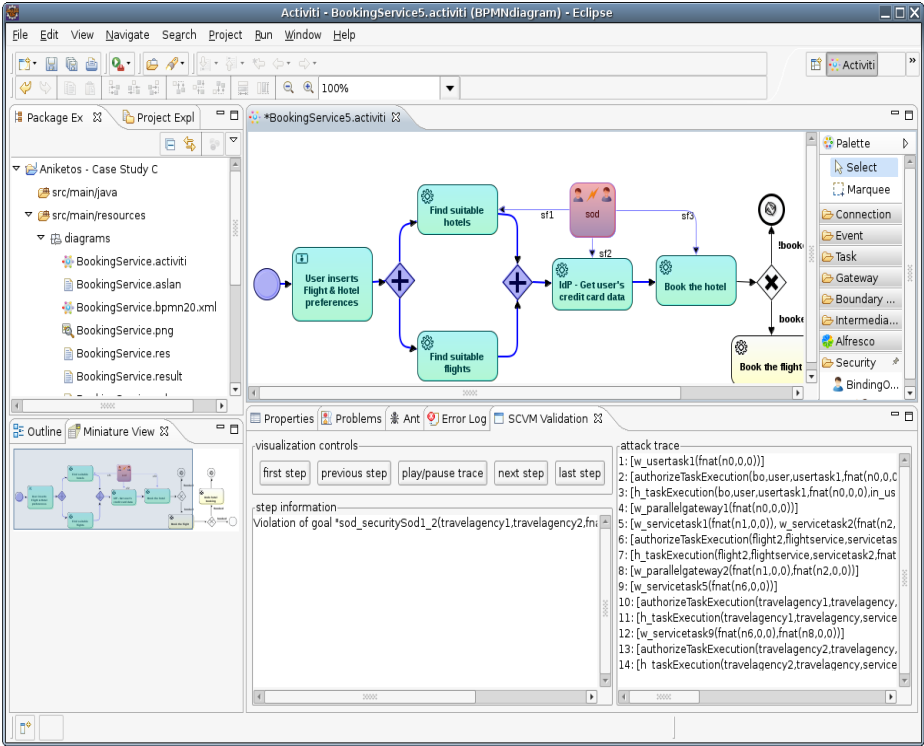 Activiti - BookingService5.activiti (BPMNdiagram) - Eclipse
File Edit View Navigate Search Project Run Window Help
Activiti
»
100%
Package Ex
Project Expl
*BookingService5.activiti
Aniketos - Case Study C
src/main/java
src/main/resources
diagrams
BookingService.activiti
BookingService.aslan
BookingService.bpmn20.xml
BookingService.png
BookingService.res
BookingService.result
User inserts
Flight & Hotel
preferences
Find suitable
hotels
Find suitable
flights
sod
sf1
sf2
sf3
IdP - Get user's
credit card data
Book the hotel
!booke
booke
Book the flight
Palette
Select
Marquee
Connection
Event
Task
Gateway
Boundary ...
Intermedia...
Alfresco
Security
BindingO...
Outline
Miniature View
Properties
Problems
Ant
Error Log
SCVM Validation
visualization controls
first step
previous step
play/pause trace
next step
last step
step information
Violation of goal *sod_securitySod1_2(travelagency1,travelagency2,fna
attack trace
1: [w_usertask1(fnat(n0,0,0))]
2: [authorizeTaskExecution(bo,user,usertask1,fnat(n0,0,0
3: [h_taskExecution(bo,user,usertask1,fnat(n0,0,0),in_us
4: [w_parallelgateway1(fnat(n0,0,0))]
5: [w_servicetask1(fnat(n1,0,0)), w_servicetask2(fnat(n2,
6: [authorizeTaskExecution(flight2,flightservice,servicetas
7: [h_taskExecution(flight2,flightservice,servicetask2,fnat
8: [w_parallelgateway2(fnat(n1,0,0),fnat(n2,0,0))]
9: [w_servicetask5(fnat(n6,0,0))]
10: [authorizeTaskExecution(travelagency1,travelagency,
11: [h_taskExecution(travelagency1,travelagency,service
12: [w_servicetask9(fnat(n6,0,0),fnat(n8,0,0))]
13: [authorizeTaskExecution(travelagency2,travelagency,
14: [h_taskExecution(travelagency2,travelagency,service